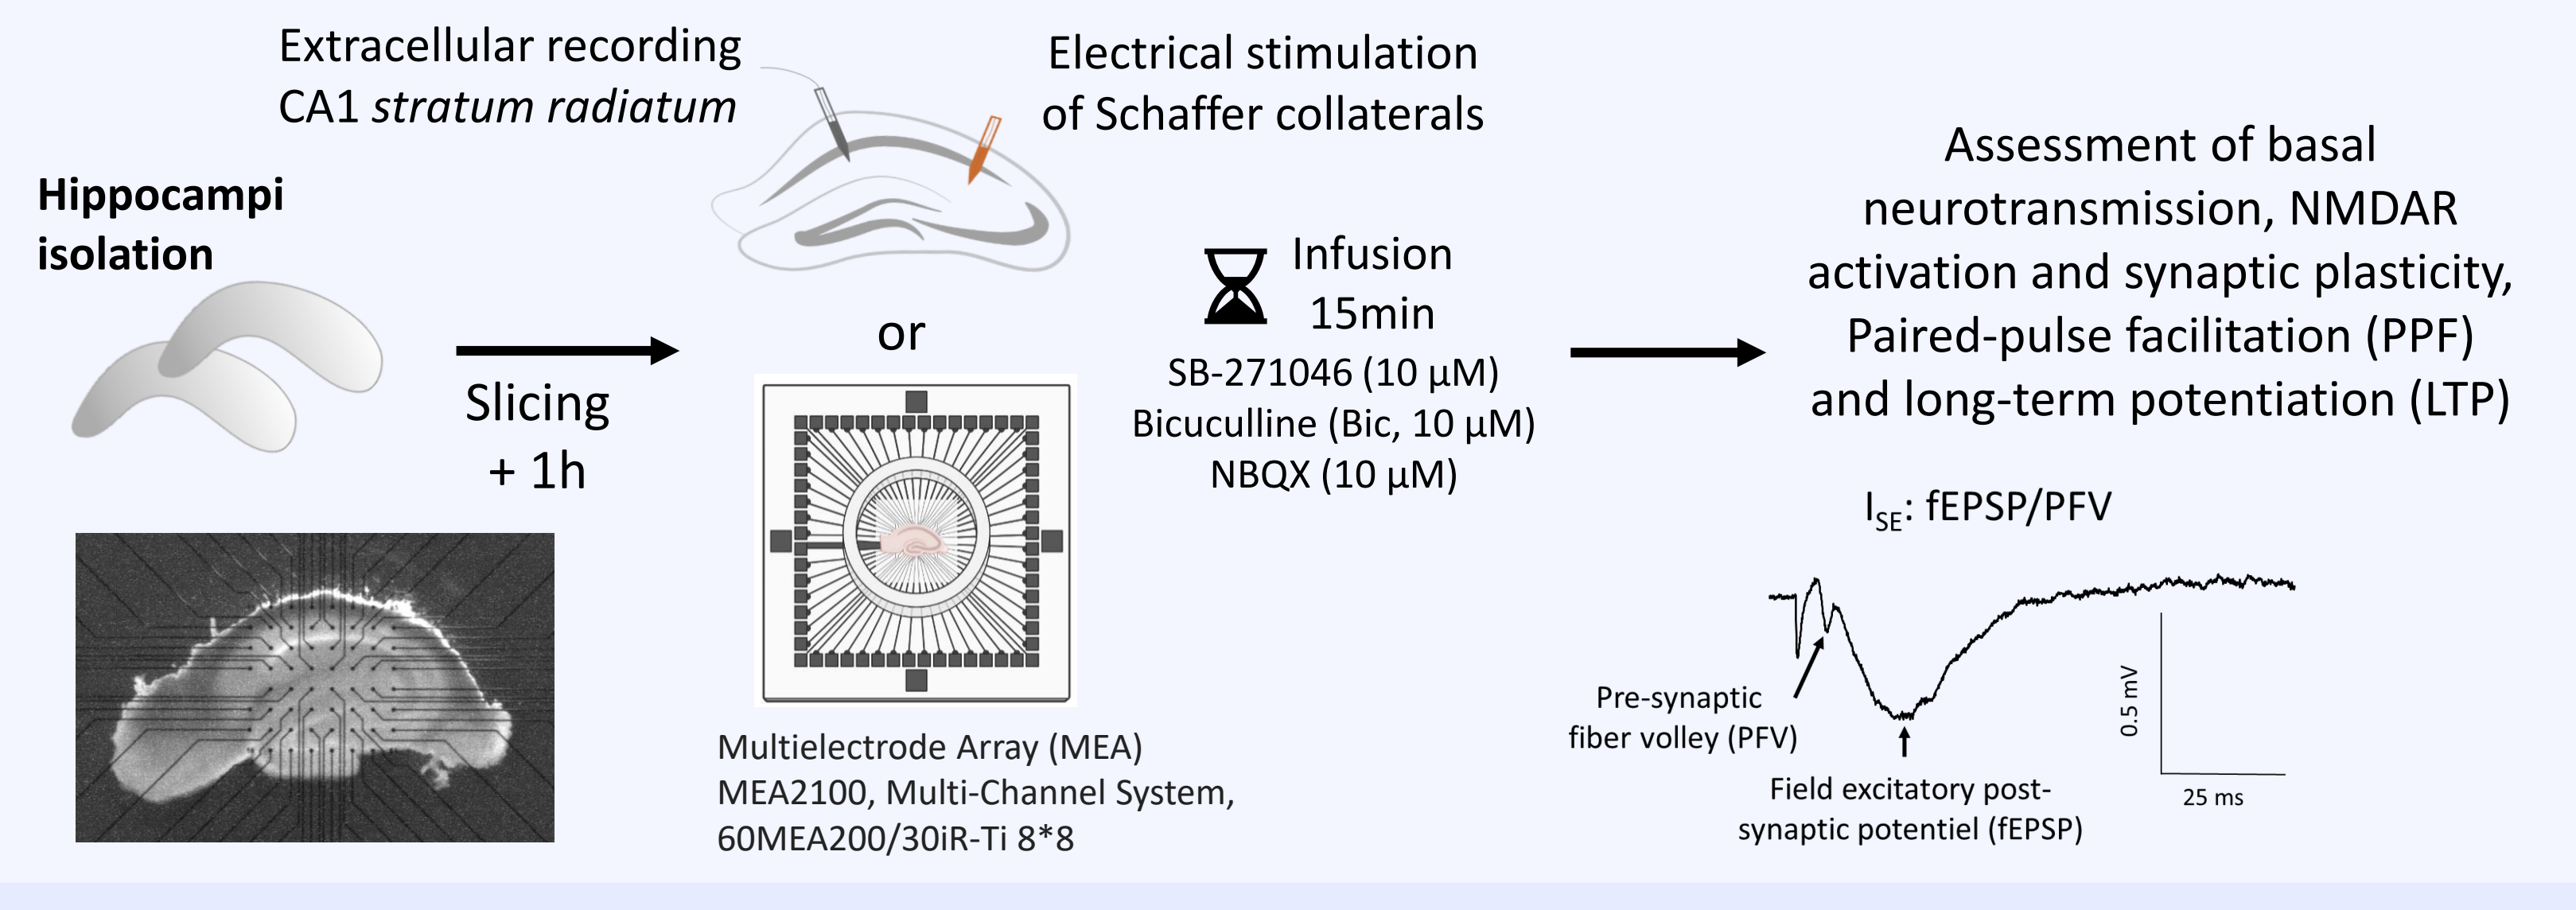 Extracellular recording
CA1 stratum radiatum
Electrical stimulation
of Schaffer collaterals
Hippocampi
isolation
Slicing
+ 1h
or
Infusion
15min
SB-271046 (10 µM)
Bicuculline (Bic, 10 µM)
NBQX (10 µM)
Multielectrode Array (MEA)
MEA2100, Multi-Channel System,
60MEA200/30iR-Ti 8*8
Assessment of basal
neurotransmission, NMDAR
activation and synaptic plasticity,
Paired-pulse facilitation (PPF)
and long-term potentiation (LTP)
ISE: fEPSP/PFV
Pre-synaptic
fiber volley (PFV)
Field excitatory post-
synaptic potentiel (fEPSP)
0.5 mV
25 ms